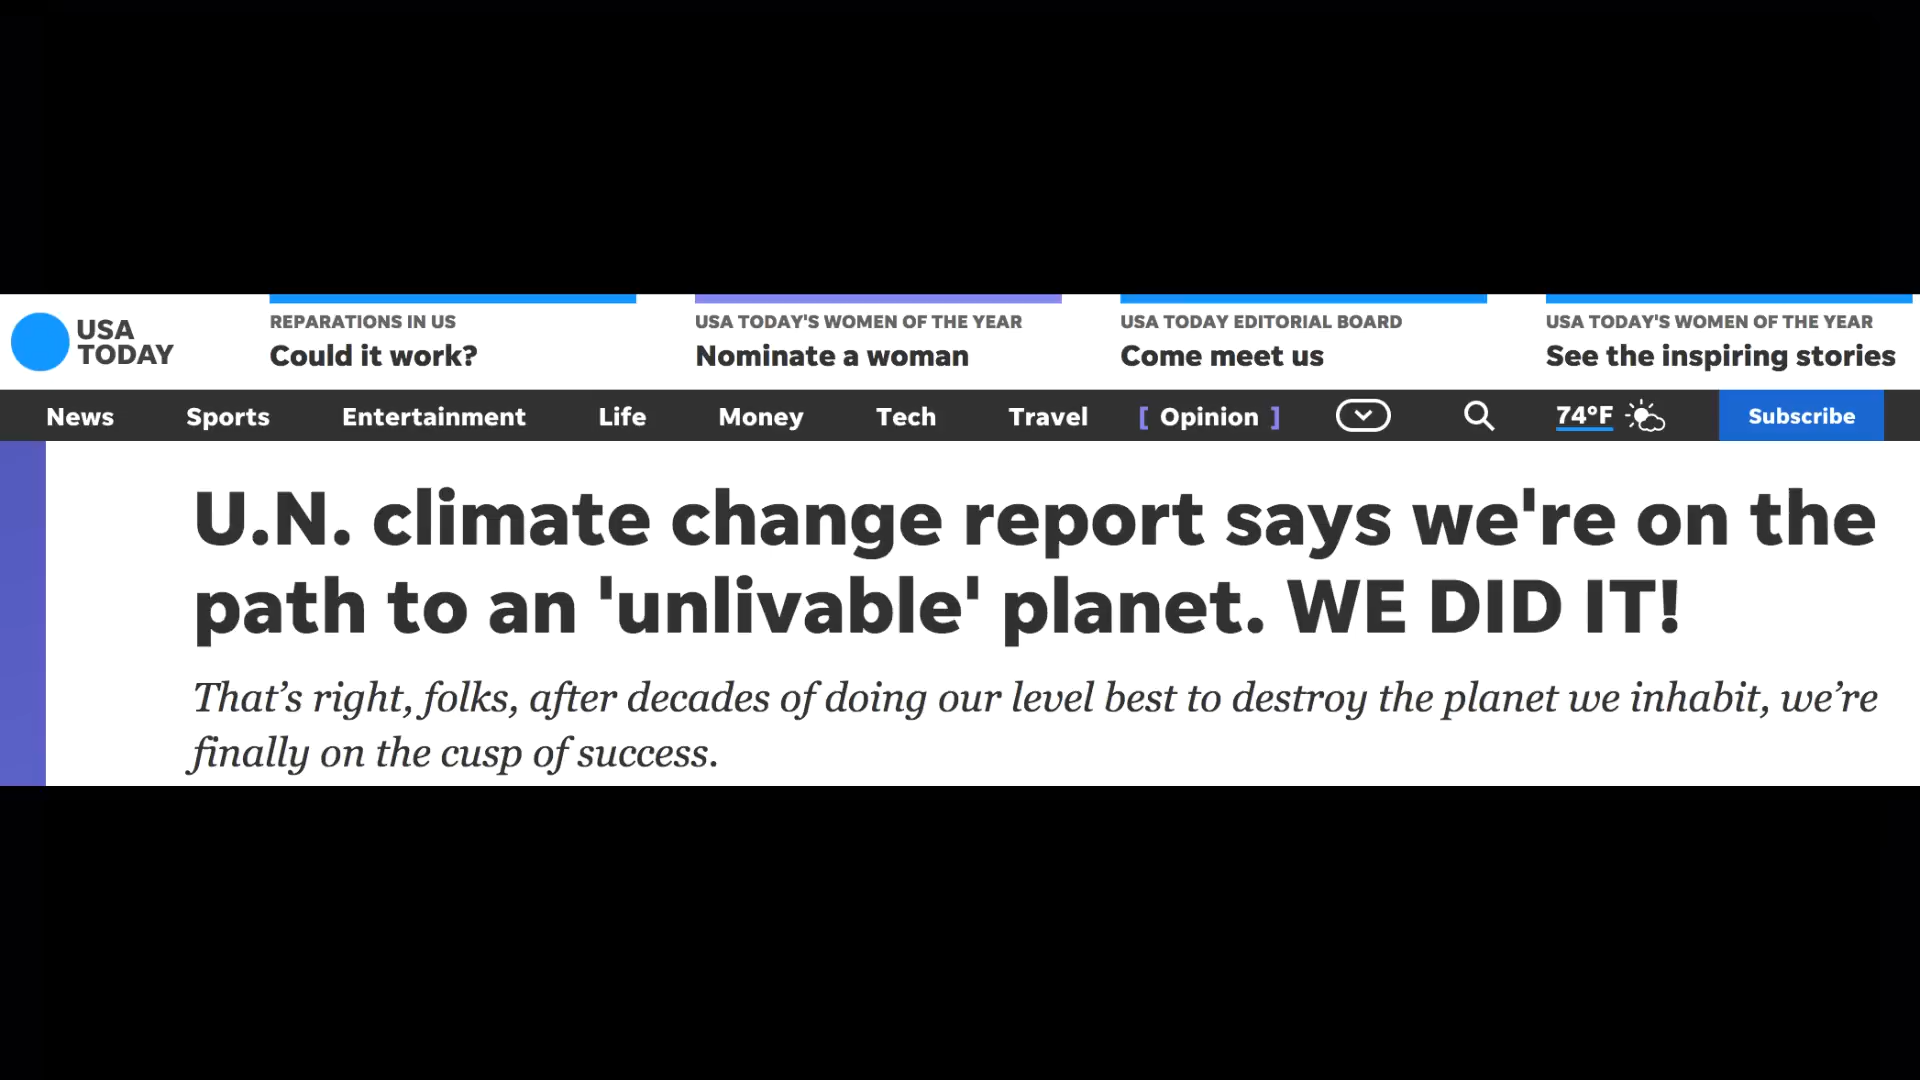 USA
TODAY
REPARATIONS IN US
Could it work?
USA TODAY'S WOMEN OF THE YEAR
Nominate a woman
USA TODAY EDITORIAL BOARD
Come meet us
USA TODAY'S WOMEN OF THE YEAR
See the inspiring stories
News Sports Entertainment Life Money Tech Travel [ Opinion ] 74°F Subscribe
U.N. climate change report says we're on the
path to an 'unlivable' planet. WE DID IT!
That’s right, folks, after decades of doing our level best to destroy the planet we inhabit, we’re
finally on the cusp of success.